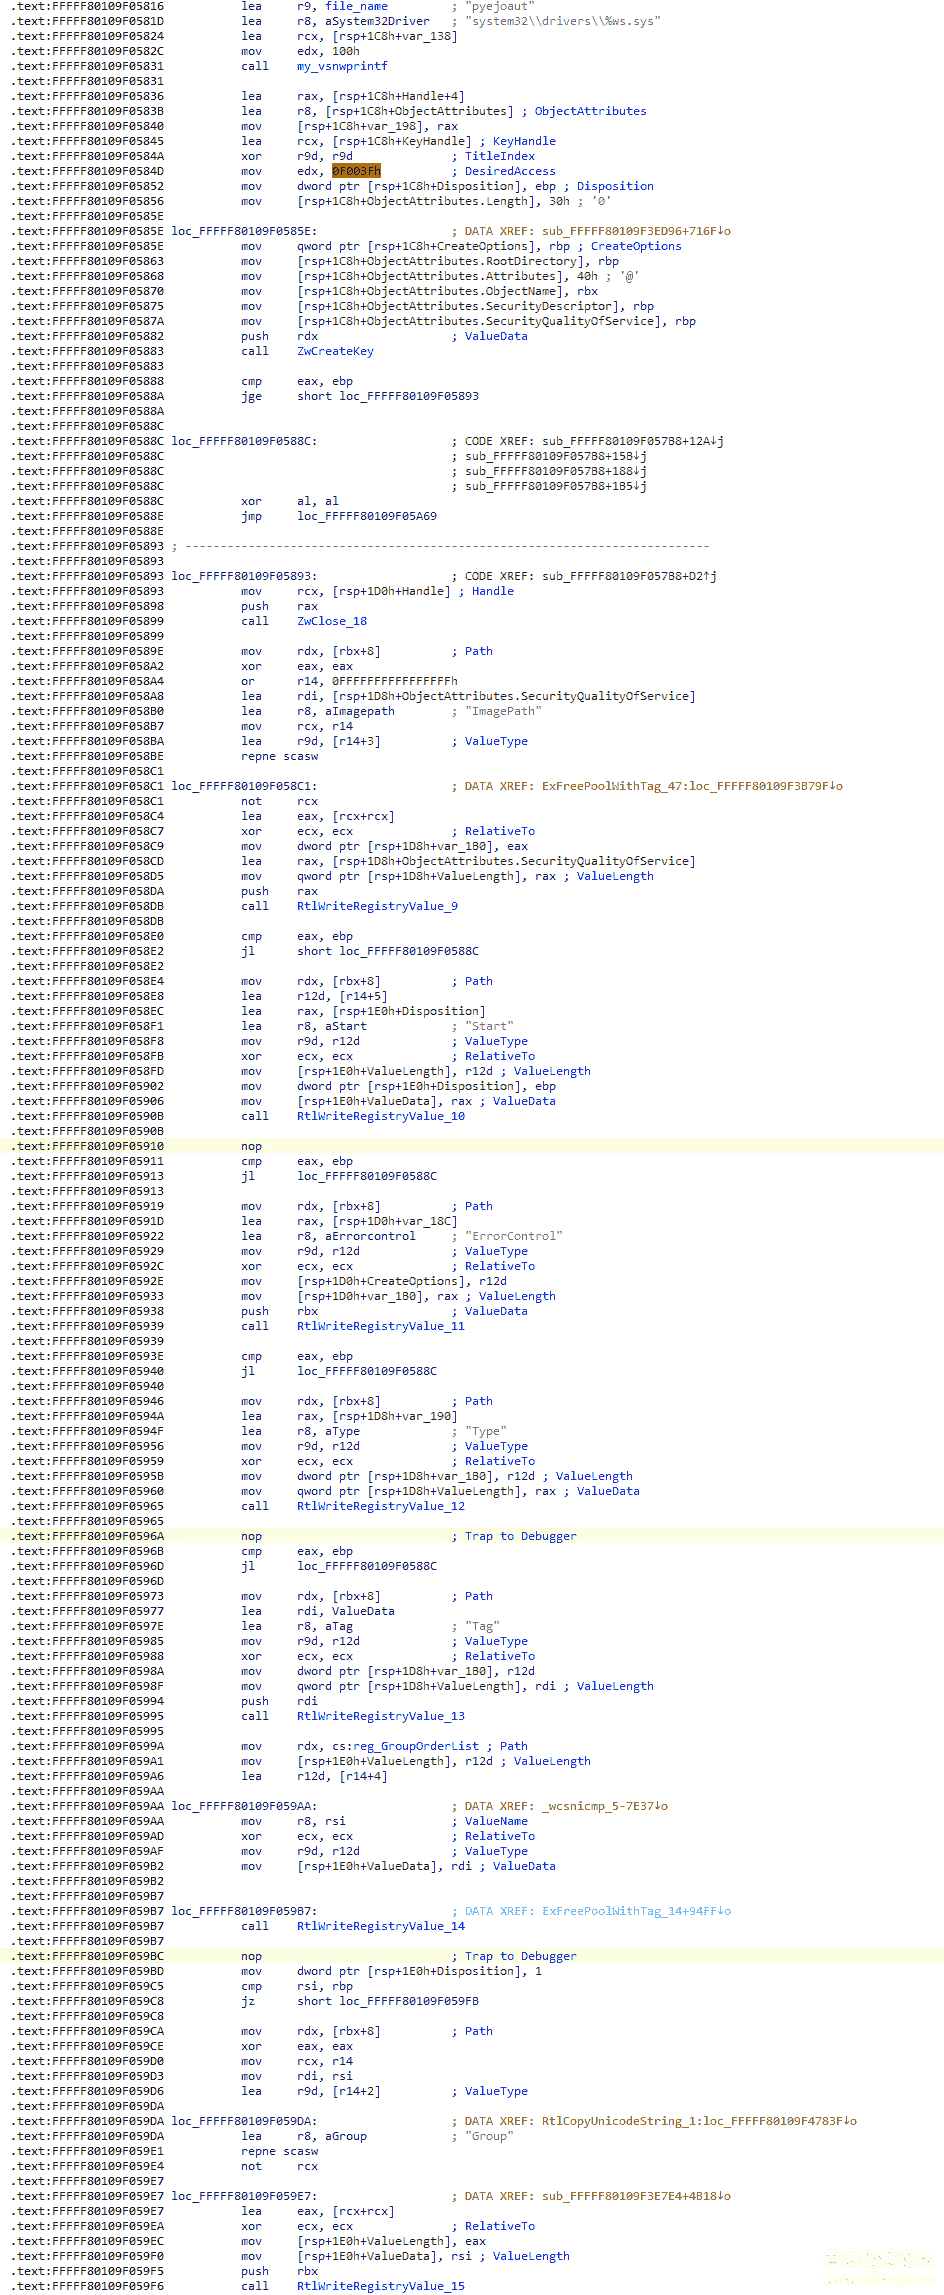 .text:FFFFF80109F05816 lea r9, file_name ; "pyejoaut"
.text:FFFFF80109F0581D lea r8, aSystem32Driver ; "system32\\drivers\\%ws.sys"
.text:FFFFF80109F05824 lea rcx, [rsp+1C8h+var_138]
.text:FFFFF80109F0582C mov edx, 100h
.text:FFFFF80109F05831 call my_vsnwprintf
.text:FFFFF80109F05831
.text:FFFFF80109F05836 lea rax, [rsp+1C8h+Handle+4]
.text:FFFFF80109F0583B lea r8, [rsp+1C8h+ObjectAttributes] ; ObjectAttributes
.text:FFFFF80109F05840 mov [rsp+1C8h+var_198], rax
.text:FFFFF80109F05845 lea rcx, [rsp+1C8h+KeyHandle] ; KeyHandle
.text:FFFFF80109F0584A xor r9d, r9d ; TitleIndex
.text:FFFFF80109F0584D mov edx, 0F003Fh ; DesiredAccess
.text:FFFFF80109F05852 mov dword ptr [rsp+1C8h+Disposition], ebp ; Disposition
.text:FFFFF80109F05856 mov [rsp+1C8h+ObjectAttributes.Length], 30h ; '0'
.text:FFFFF80109F0585E
.text:FFFFF80109F0585E loc_FFFFF80109F0585E: ; DATA XREF: sub_FFFFF80109F3ED96+716F↓o
.text:FFFFF80109F0585E mov qword ptr [rsp+1C8h+CreateOptions], rbp ; CreateOptions
.text:FFFFF80109F05863 mov [rsp+1C8h+ObjectAttributes.RootDirectory], rbp
.text:FFFFF80109F05868 mov [rsp+1C8h+ObjectAttributes.Attributes], 40h ; '@'
.text:FFFFF80109F05870 mov [rsp+1C8h+ObjectAttributes.ObjectName], rbx
.text:FFFFF80109F05875 mov [rsp+1C8h+ObjectAttributes.SecurityDescriptor], rbp
.text:FFFFF80109F0587A mov [rsp+1C8h+ObjectAttributes.SecurityQualityOfService], rbp
.text:FFFFF80109F05882 push rdx ; ValueData
.text:FFFFF80109F05883 call ZwCreateKey
.text:FFFFF80109F05883
.text:FFFFF80109F05888 cmp eax, ebp
.text:FFFFF80109F0588A jge short loc_FFFFF80109F05893
.text:FFFFF80109F0588A
.text:FFFFF80109F0588C
.text:FFFFF80109F0588C loc_FFFFF80109F0588C: ; CODE XREF: sub_FFFFF80109F057B8+12A↓j
.text:FFFFF80109F0588C ; sub_FFFFF80109F057B8+15B↓j
.text:FFFFF80109F0588C ; sub_FFFFF80109F057B8+188↓j
.text:FFFFF80109F0588C ; sub_FFFFF80109F057B8+1B5↓j
.text:FFFFF80109F0588C xor al, al
.text:FFFFF80109F0588E jmp loc_FFFFF80109F05A69
.text:FFFFF80109F0588E
.text:FFFFF80109F05893 ; ---------------------------------------------------------------------------
.text:FFFFF80109F05893
.text:FFFFF80109F05893 loc_FFFFF80109F05893: ; CODE XREF: sub_FFFFF80109F057B8+D2↑j
.text:FFFFF80109F05893 mov rcx, [rsp+1D0h+Handle] ; Handle
.text:FFFFF80109F05898 push rax
.text:FFFFF80109F05899 call ZwClose_18
.text:FFFFF80109F05899
.text:FFFFF80109F0589E mov rdx, [rbx+8] ; Path
.text:FFFFF80109F058A2 xor eax, eax
.text:FFFFF80109F058A4 or r14, 0FFFFFFFFFFFFFFFFh
.text:FFFFF80109F058A8 lea rdi, [rsp+1D8h+ObjectAttributes.SecurityQualityOfService]
.text:FFFFF80109F058B0 lea r8, aImagepath ; "ImagePath"
.text:FFFFF80109F058B7 mov rcx, r14
.text:FFFFF80109F058BA lea r9d, [r14+3] ; ValueType
.text:FFFFF80109F058BE repne scasw
.text:FFFFF80109F058C1
.text:FFFFF80109F058C1 loc_FFFFF80109F058C1: ; DATA XREF: ExFreePoolWithTag_47:loc_FFFFF80109F3B79F↓o
.text:FFFFF80109F058C1 not rcx
.text:FFFFF80109F058C4 lea eax, [rcx+rcx]
.text:FFFFF80109F058C7 xor ecx, ecx ; RelativeTo
.text:FFFFF80109F058C9 mov dword ptr [rsp+1D8h+var_1B0], eax
.text:FFFFF80109F058CD lea rax, [rsp+1D8h+ObjectAttributes.SecurityQualityOfService]
.text:FFFFF80109F058D5 mov qword ptr [rsp+1D8h+ValueLength], rax ; ValueLength
.text:FFFFF80109F058DA push rax
.text:FFFFF80109F058DB call RtlWriteRegistryValue_9
.text:FFFFF80109F058DB
.text:FFFFF80109F058E0 cmp eax, ebp
.text:FFFFF80109F058E2 jl short loc_FFFFF80109F0588C
.text:FFFFF80109F058E2
.text:FFFFF80109F058E4 mov rdx, [rbx+8] ; Path
.text:FFFFF80109F058E8 lea r12d, [r14+5]
.text:FFFFF80109F058EC lea rax, [rsp+1E0h+Disposition]
.text:FFFFF80109F058F1 lea r8, aStart ; "Start"
.text:FFFFF80109F058F8 mov r9d, r12d ; ValueType
.text:FFFFF80109F058FB xor ecx, ecx ; RelativeTo
.text:FFFFF80109F058FD mov [rsp+1E0h+ValueLength], r12d ; ValueLength
.text:FFFFF80109F05902 mov dword ptr [rsp+1E0h+Disposition], ebp
.text:FFFFF80109F05906 mov [rsp+1E0h+ValueData], rax ; ValueData
.text:FFFFF80109F0590B call RtlWriteRegistryValue_10
.text:FFFFF80109F0590B
.text:FFFFF80109F05910 nop
.text:FFFFF80109F05911 cmp eax, ebp
.text:FFFFF80109F05913 jl loc_FFFFF80109F0588C
.text:FFFFF80109F05913
.text:FFFFF80109F05919 mov rdx, [rbx+8] ; Path
.text:FFFFF80109F0591D lea rax, [rsp+1D0h+var_18C]
.text:FFFFF80109F05922 lea r8, aErrorcontrol ; "ErrorControl"
.text:FFFFF80109F05929 mov r9d, r12d ; ValueType
.text:FFFFF80109F0592C xor ecx, ecx ; RelativeTo
.text:FFFFF80109F0592E mov [rsp+1D0h+CreateOptions], r12d
.text:FFFFF80109F05933 mov [rsp+1D0h+var_1B0], rax ; ValueLength
.text:FFFFF80109F05938 push rbx ; ValueData
.text:FFFFF80109F05939 call RtlWriteRegistryValue_11
.text:FFFFF80109F05939
.text:FFFFF80109F0593E cmp eax, ebp
.text:FFFFF80109F05940 jl loc_FFFFF80109F0588C
.text:FFFFF80109F05940
.text:FFFFF80109F05946 mov rdx, [rbx+8] ; Path
.text:FFFFF80109F0594A lea rax, [rsp+1D8h+var_190]
.text:FFFFF80109F0594F lea r8, aType ; "Type"
.text:FFFFF80109F05956 mov r9d, r12d ; ValueType
.text:FFFFF80109F05959 xor ecx, ecx ; RelativeTo
.text:FFFFF80109F0595B mov dword ptr [rsp+1D8h+var_1B0], r12d ; ValueLength
.text:FFFFF80109F05960 mov qword ptr [rsp+1D8h+ValueLength], rax ; ValueData
.text:FFFFF80109F05965 call RtlWriteRegistryValue_12
.text:FFFFF80109F05965
.text:FFFFF80109F0596A nop ; Trap to Debugger
.text:FFFFF80109F0596B cmp eax, ebp
.text:FFFFF80109F0596D jl loc_FFFFF80109F0588C
.text:FFFFF80109F0596D
.text:FFFFF80109F05973 mov rdx, [rbx+8] ; Path
.text:FFFFF80109F05977 lea rdi, ValueData
.text:FFFFF80109F0597E lea r8, aTag ; "Tag"
.text:FFFFF80109F05985 mov r9d, r12d ; ValueType
.text:FFFFF80109F05988 xor ecx, ecx ; RelativeTo
.text:FFFFF80109F0598A mov dword ptr [rsp+1D8h+var_1B0], r12d
.text:FFFFF80109F0598F mov qword ptr [rsp+1D8h+ValueLength], rdi ; ValueLength
.text:FFFFF80109F05994 push rdi
.text:FFFFF80109F05995 call RtlWriteRegistryValue_13
.text:FFFFF80109F05995
.text:FFFFF80109F0599A mov rdx, cs:reg_GroupOrderList ; Path
.text:FFFFF80109F059A1 mov [rsp+1E0h+ValueLength], r12d ; ValueLength
.text:FFFFF80109F059A6 lea r12d, [r14+4]
.text:FFFFF80109F059AA
.text:FFFFF80109F059AA loc_FFFFF80109F059AA: ; DATA XREF: _wcsnicmp_5-7E37↓o
.text:FFFFF80109F059AA mov r8, rsi ; ValueName
.text:FFFFF80109F059AD xor ecx, ecx ; RelativeTo
.text:FFFFF80109F059AF mov r9d, r12d ; ValueType
.text:FFFFF80109F059B2 mov [rsp+1E0h+ValueData], rdi ; ValueData
.text:FFFFF80109F059B2
.text:FFFFF80109F059B7
.text:FFFFF80109F059B7 loc_FFFFF80109F059B7: ; DATA XREF: ExFreePoolWithTag_14+94FF↓o
.text:FFFFF80109F059B7 call RtlWriteRegistryValue_14
.text:FFFFF80109F059B7
.text:FFFFF80109F059BC nop ; Trap to Debugger
.text:FFFFF80109F059BD mov dword ptr [rsp+1E0h+Disposition], 1
.text:FFFFF80109F059C5 cmp rsi, rbp
.text:FFFFF80109F059C8 jz short loc_FFFFF80109F059FB
.text:FFFFF80109F059C8
.text:FFFFF80109F059CA mov rdx, [rbx+8] ; Path
.text:FFFFF80109F059CE xor eax, eax
.text:FFFFF80109F059D0 mov rcx, r14
.text:FFFFF80109F059D3 mov rdi, rsi
.text:FFFFF80109F059D6 lea r9d, [r14+2] ; ValueType
.text:FFFFF80109F059DA
.text:FFFFF80109F059DA loc_FFFFF80109F059DA: ; DATA XREF: RtlCopyUnicodeString_1:loc_FFFFF80109F4783F↓o
.text:FFFFF80109F059DA lea r8, aGroup ; "Group"
.text:FFFFF80109F059E1 repne scasw
.text:FFFFF80109F059E4 not rcx
.text:FFFFF80109F059E7
.text:FFFFF80109F059E7 loc_FFFFF80109F059E7: ; DATA XREF: sub_FFFFF80109F3E7E4+4B18↓o
.text:FFFFF80109F059E7 lea eax, [rcx+rcx]
.text:FFFFF80109F059EA xor ecx, ecx ; RelativeTo
.text:FFFFF80109F059EC mov [rsp+1E0h+ValueLength], eax
.text:FFFFF80109F059F0 mov [rsp+1E0h+ValueData], rsi ; ValueLength
.text:FFFFF80109F059F5 push rbx
.text:FFFFF80109F059F6 call RtlWriteRegistryValue_15